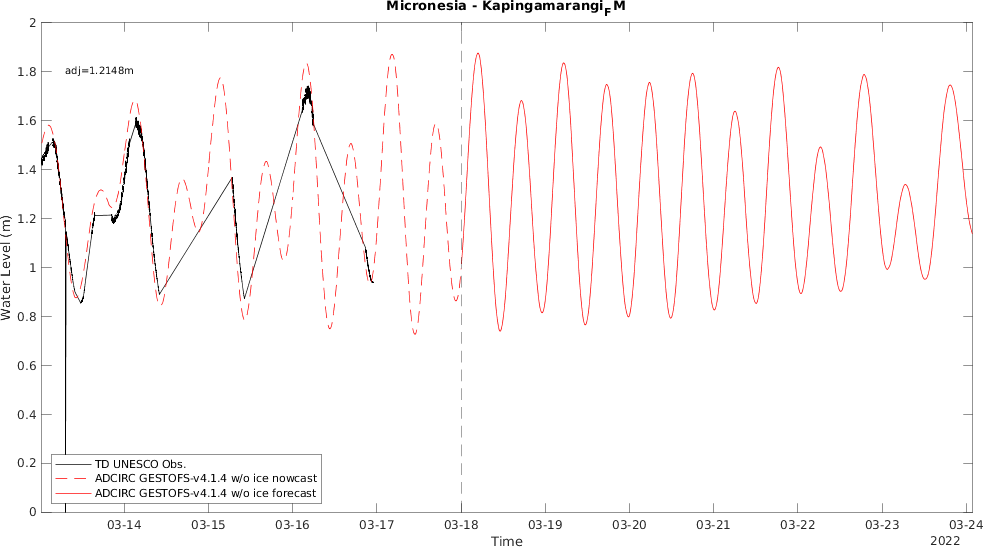 Micronesia - Kapingamarangi_FM
2
1.8
1.6
1.4
1.2
1
0.8
0.6
0.4
0.2
0
Water Level (m)
adj=1.2148m
TD UNESCO Obs.
ADCIRC GESTOFS-v4.1.4 w/o ice nowcast
ADCIRC GESTOFS-v4.1.4 w/o ice forecast
03-14 03-15 03-16 03-17 03-18 03-19 03-20 03-21 03-22 03-23 03-24
Time
2022